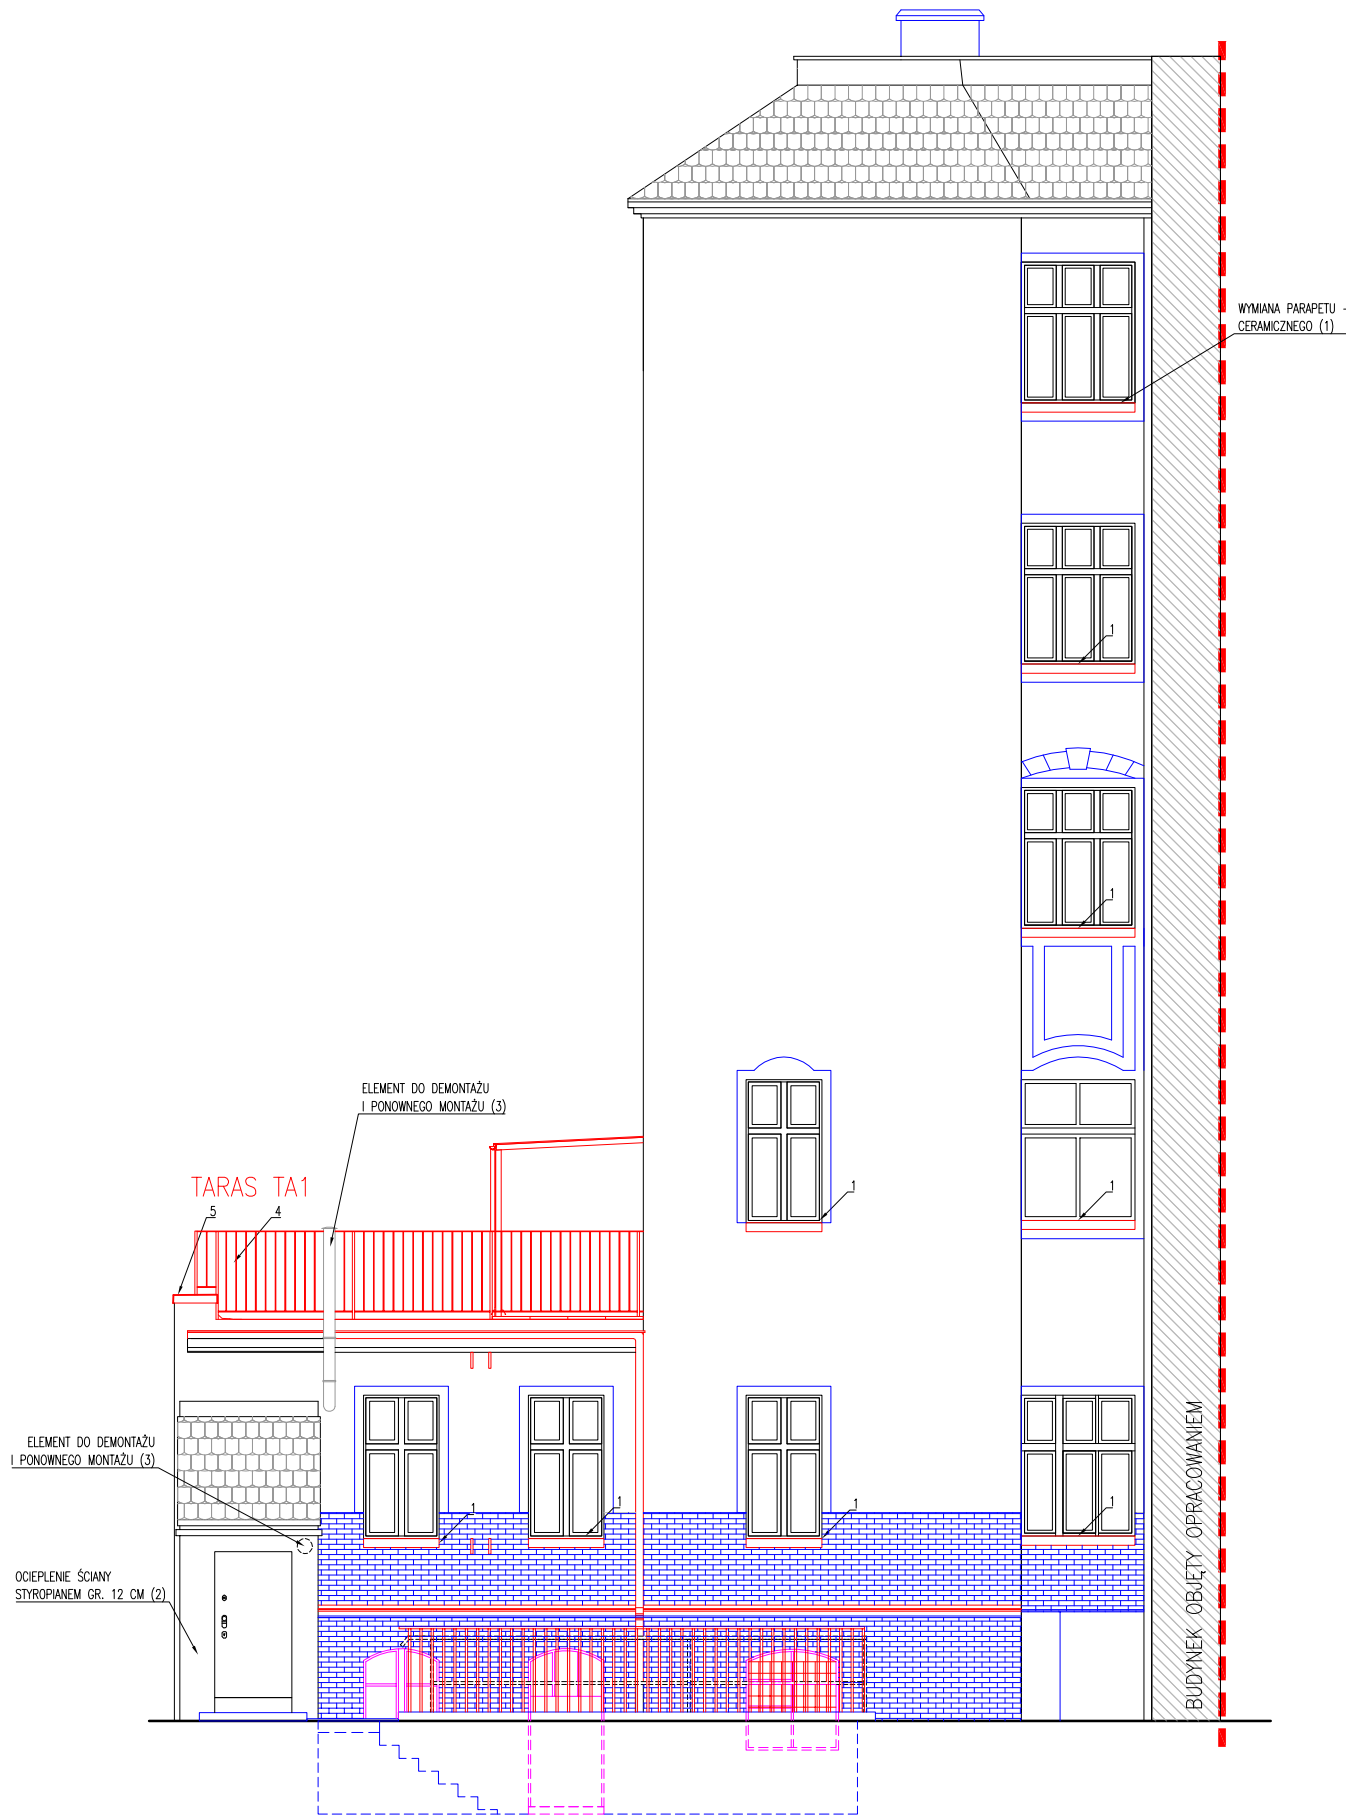 WYMIANA PARAPETU -
CERAMICZNEGO (1)
1
1
ELEMENT DO DEMONTAŻU
I PONOWNEGO MONTAŻU (3)
TARAS TA1
5
4
1
1
ELEMENT DO DEMONTAŻU
I PONOWNEGO MONTAŻU (3)
1
1
1
1
OCIEPLENIE ŚCIANY
STYROPIANEM GR. 12 CM (2)
BUDYNEK OBJĘTY OPRACOWANIEM